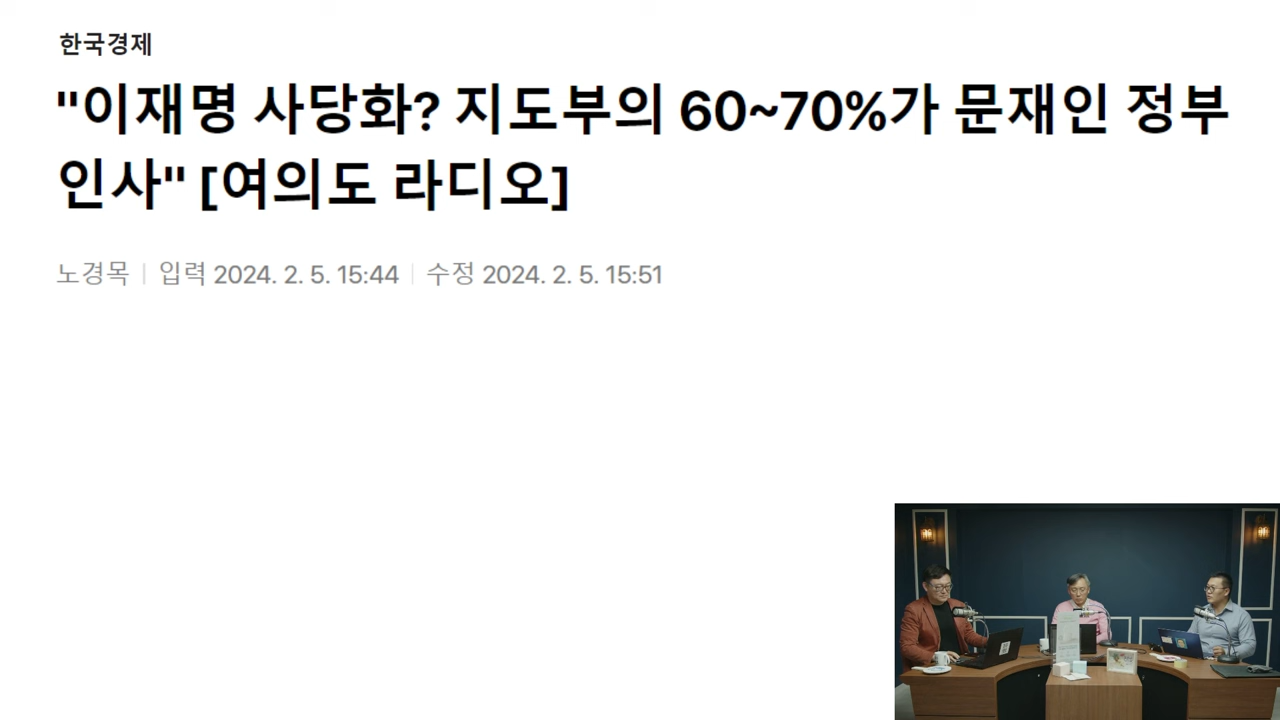 한국경제
"이재명 사당화? 지도부의 60~70%가 문재인 정부
인사" [여의도 라디오]
노경목 | 입력 2024. 2. 5. 15:44 | 수정 2024. 2. 5. 15:51